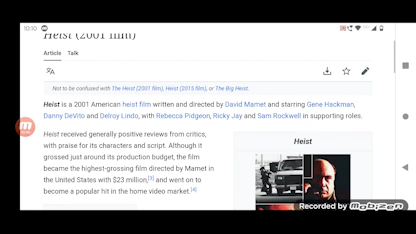 10:10
Heist (2001 film)
Article Talk
Not to be confused with The Heist (2001 film), Heist (2015 film), or The Big Heist.
Heist is a 2001 American heist film written and directed by David Mamet and starring Gene Hackman,
Danny DeVito and Delroy Lindo, with Rebecca Pidgeon, Ricky Jay and Sam Rockwell in supporting roles.
Heist received generally positive reviews from critics,
with praise for its characters and script. Although it
grossed just around its production budget, the film
became the highest-grossing film directed by Mamet in
the United States with $23 million,[3] and went on to
become a popular hit in the home video market.[4]
Heist
Recorded by mobizen